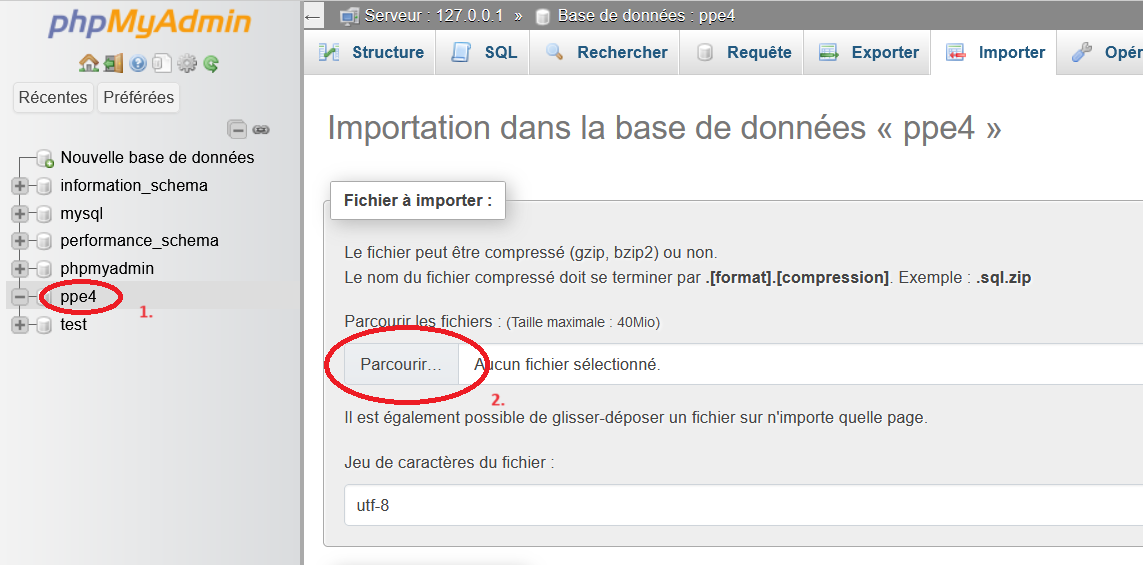 phpMyAdmin
Récentes Préférées
Nouvelle base de données
information_schema
mysql
performance_schema
phpmyadmin
ppe4
1.
test
← Serveur : 127.0.0.1 » Base de données : ppe4
Structure SQL Rechercher Requête Exporter Importer Opér
Importation dans la base de données « ppe4 »
Fichier à importer :
Le fichier peut être compressé (gzip, bzip2) ou non.
Le nom du fichier compressé doit se terminer par .[format].[compression]. Exemple : .sql.zip
Parcourir les fichiers : (Taille maximale : 40Mio)
Parcourir... Aucun fichier sélectionné.
2.
Il est également possible de glisser-déposer un fichier sur n'importe quelle page.
Jeu de caractères du fichier :
utf-8